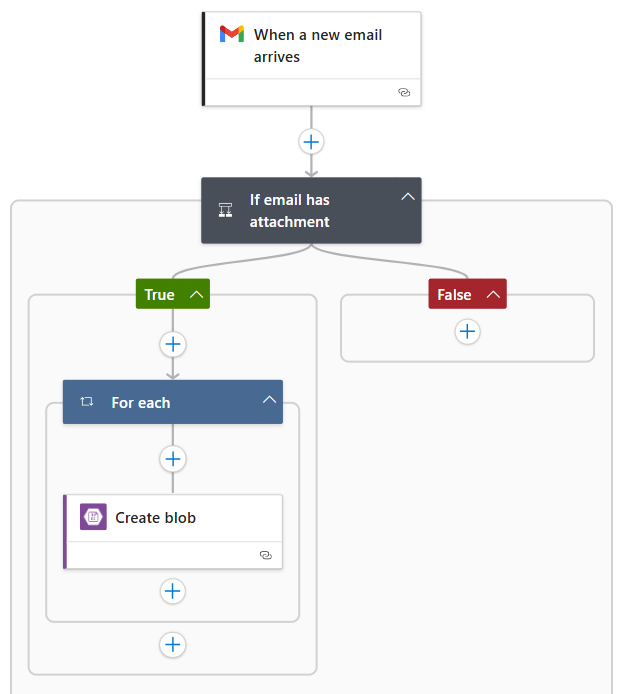 When a new email
arrives
If email has
attachment
True
False
For each
Create blob